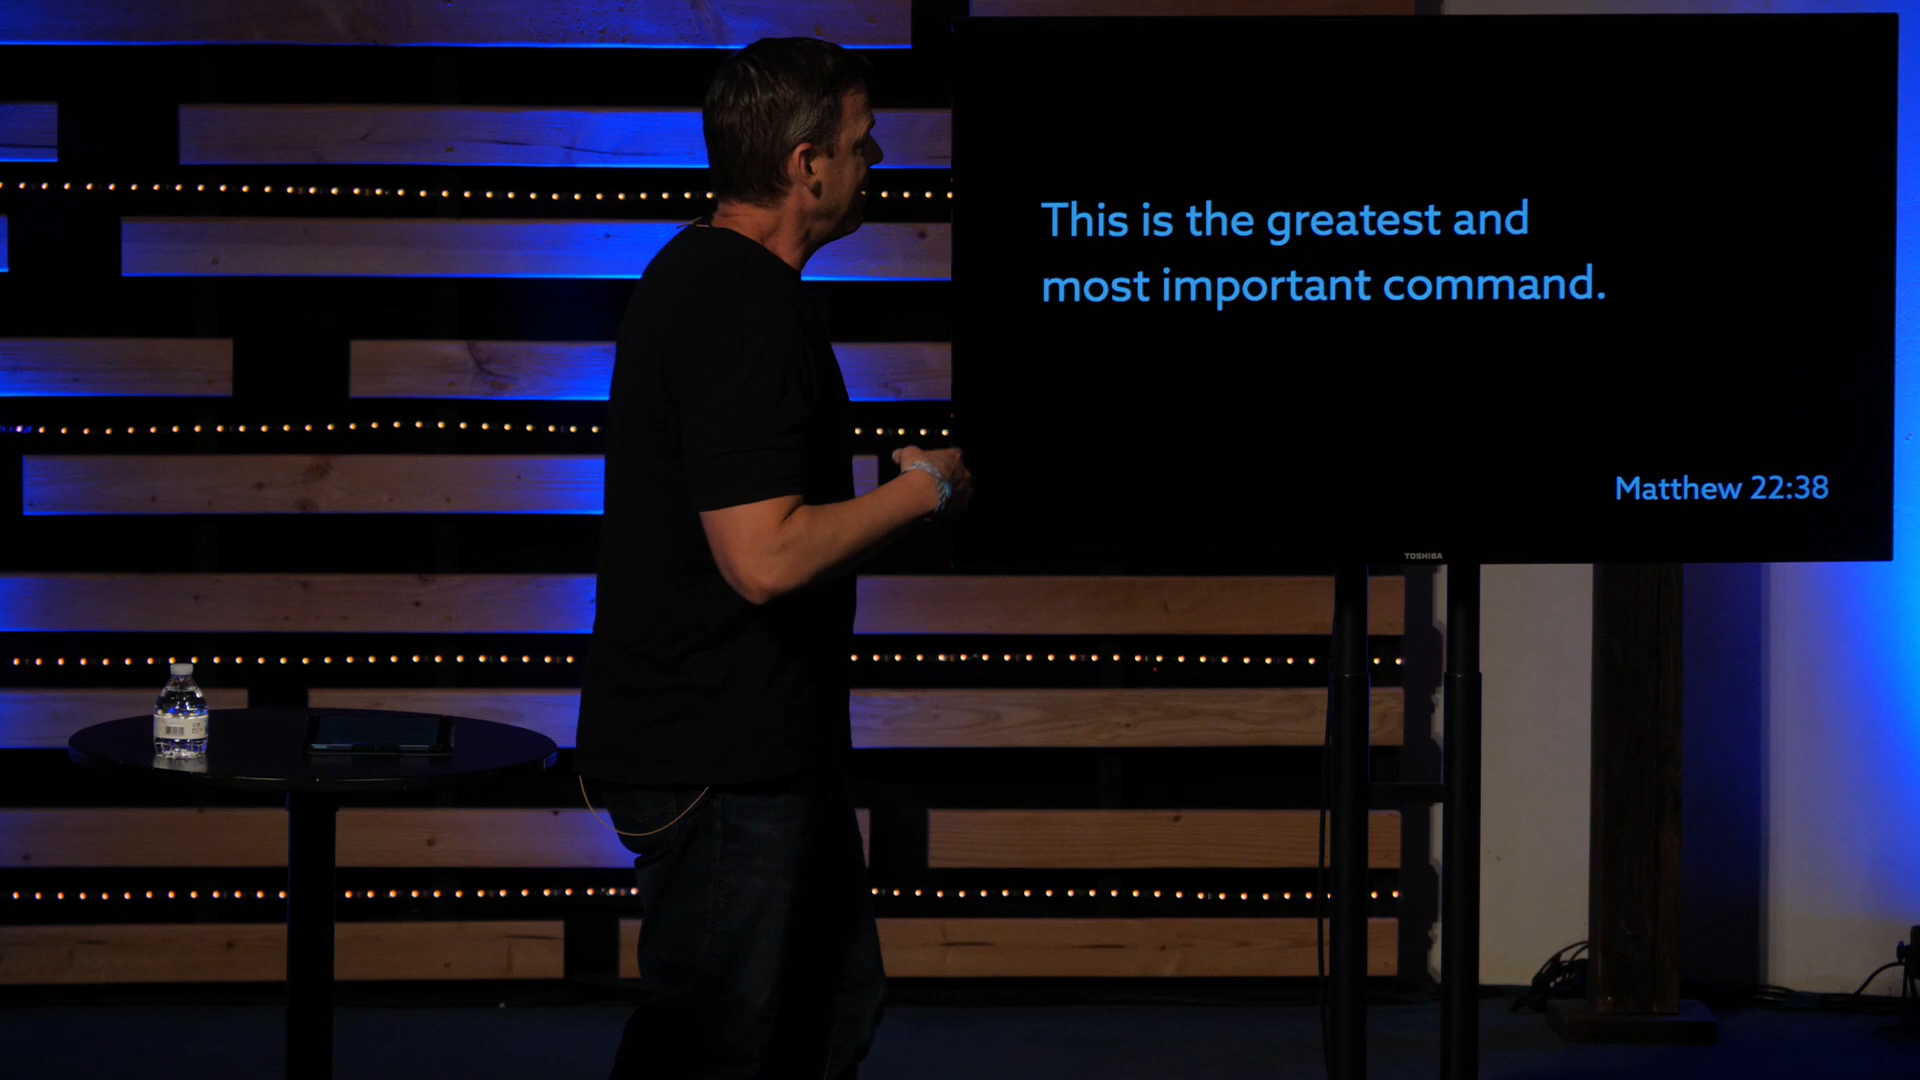 This is the greatest and
most important command.
Matthew 22:38
TOSHIBA